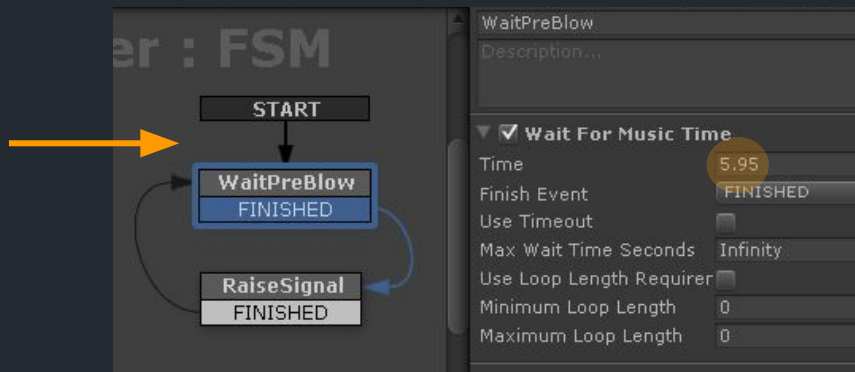 er : FSM
START
WaitPreBlow
FINISHED
RaiseSignal
FINISHED
WaitPreBlow
Description...
Wait For Music Time
Time 5.95
Finish Event FINISHED
Use Timeout
Max Wait Time Seconds Infinity
Use Loop Length Requirer
Minimum Loop Length 0
Maximum Loop Length 0